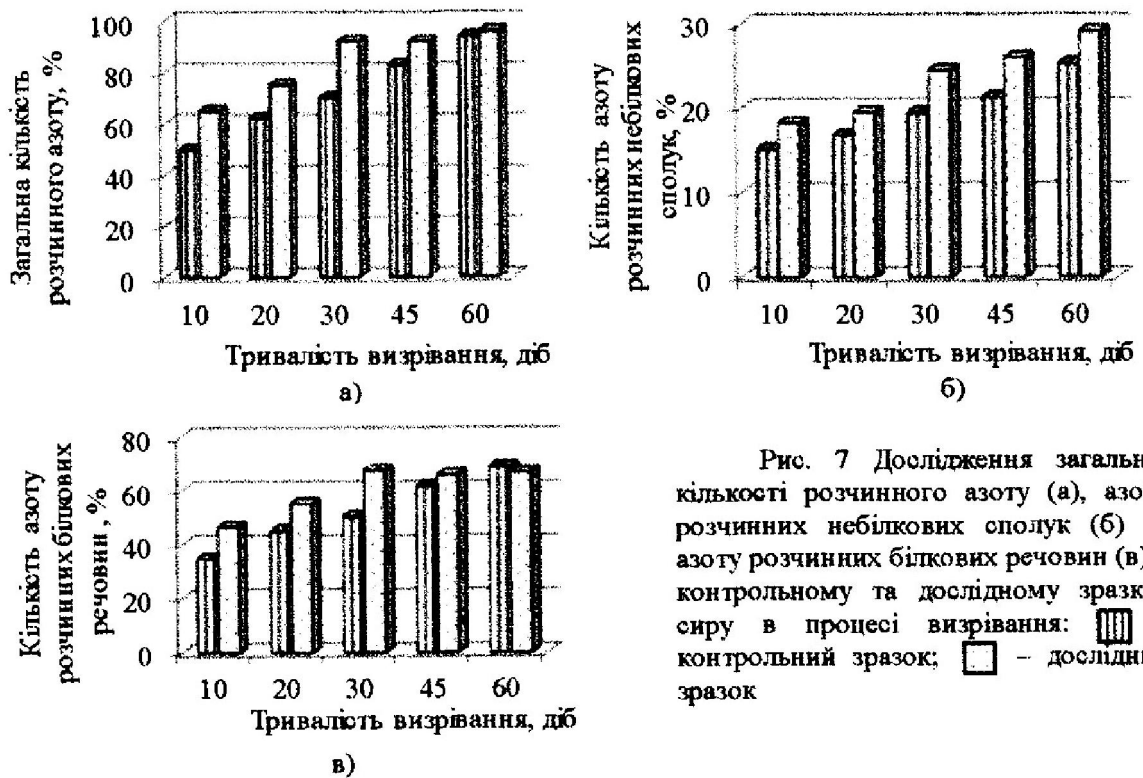 Загальна кількість
розчинного азоту, %
100
80
60
40
20
0
10 20 30 45 60
Тривалість визрівання, діб
а)
Кількість азоту
розчинних небілкових
сполук, %
30
20
10
0
10 20 30 45 60
Тривалість визрівання, діб
б)
Кількість азоту
розчинних білкових
речовин, %
80
60
40
20
0
10 20 30 45 60
Тривалість визрівання, діб
в)
Рис. 7 Дослідження загальн
кількості розчинного азоту (а), азо
розчинних небілкових сполук (б)
азоту розчинних білкових речовин (в)
контрольному та дослідному зразк
сиру в процесі визрівання:
контрольний зразок; – дослідн
зразок